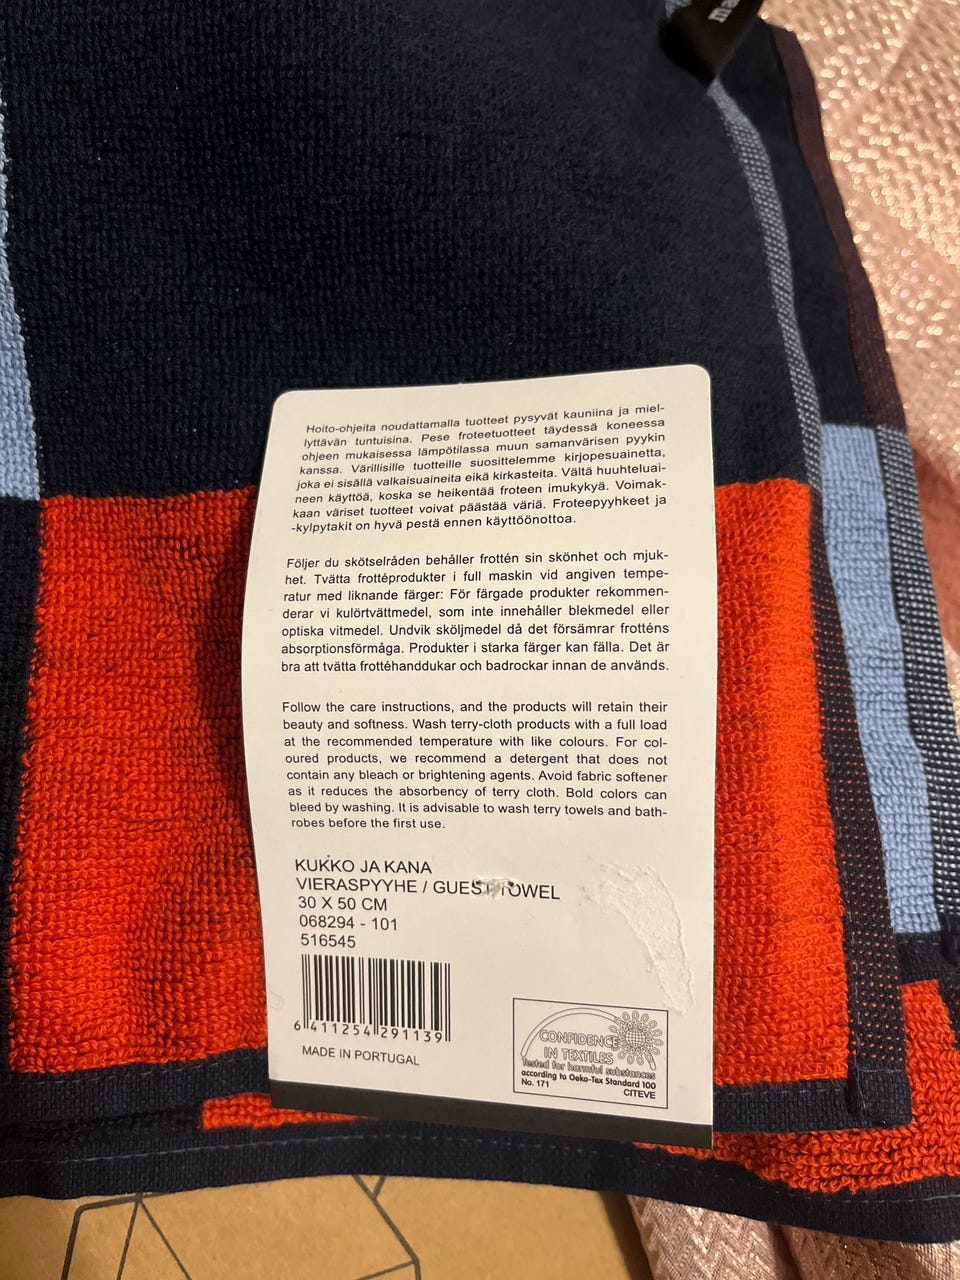 ma
Hoito-ohjeita noudattamalla tuotteet pysyvät kauniina ja miel-
lyttävän tuntuisina. Pese froteetuotteet täydessä koneessa
ohjeen mukaisessa lämpötilassa muun samanvärisen pyykin
kanssa. Värillisille tuotteille suosittelemme kirjopesuainetta,
joka ei sisällä valkaisuaineita eikä kirkasteita. Vältä huuhteluai-
neen käyttöä, koska se heikentää froteen imukykyä. Voimak-
kaan väriset tuotteet voivat päästää väriä. Froteepyyhkeet ja
-kylpytakit on hyvä pestä ennen käyttöönottoa.
Följer du skötselråden behåller frottén sin skönhet och mjuk-
het. Tvätta frottéprodukter i full maskin vid angiven tempe-
ratur med liknande färger: För färgade produkter rekommen-
derar vi kulörtvättmedel, som inte innehåller blekmedel eller
optiska vitmedel. Undvik sköljmedel då det försämrar frotténs
absorptionsförmåga. Produkter i starka färger kan fälla. Det är
bra att tvätta frottéhanddukar och badrockar innan de används.
Follow the care instructions, and the products will retain their
beauty and softness. Wash terry-cloth products with a full load
at the recommended temperature with like colours. For col-
oured products, we recommend a detergent that does not
contain any bleach or brightening agents. Avoid fabric softener
as it reduces the absorbency of terry cloth. Bold colors can
bleed by washing. It is advisable to wash terry towels and bath-
robes before the first use.
KUKKO JA KANA
VIERASPYYHE / GUEST TOWEL
30 X 50 CM
068294 - 101
516545
6 411254 291139
MADE IN PORTUGAL
CONFIDENCE
IN TEXTILES
Tested for harmful substances
according to Oeko-Tex Standard 100
No. 171
CITEVE